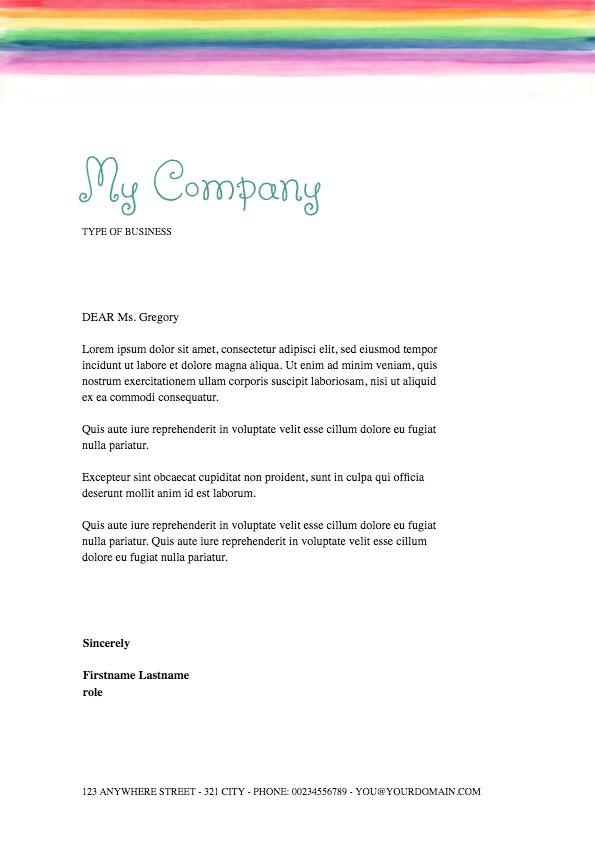 My Company
TYPE OF BUSINESS
DEAR Ms. Gregory
Lorem ipsum dolor sit amet, consectetur adipisci elit, sed eiusmod tempor
incidunt ut labore et dolore magna aliqua. Ut enim ad minim veniam, quis
nostrum exercitationem ullam corporis suscipit laboriosam, nisi ut aliquid
ex ea commodi consequatur.
Quis aute iure reprehenderit in voluptate velit esse cillum dolore eu fugiat
nulla pariatur.
Excepteur sint obcaecat cupiditat non proident, sunt in culpa qui officia
deserunt mollit anim id est laborum.
Quis aute iure reprehenderit in voluptate velit esse cillum dolore eu fugiat
nulla pariatur. Quis aute iure reprehenderit in voluptate velit esse cillum
dolore eu fugiat nulla pariatur.
Sincerely
Firstname Lastname
role
123 ANYWHERE STREET - 321 CITY - PHONE: 00234556789 - YOU@YOURDOMAIN.COM